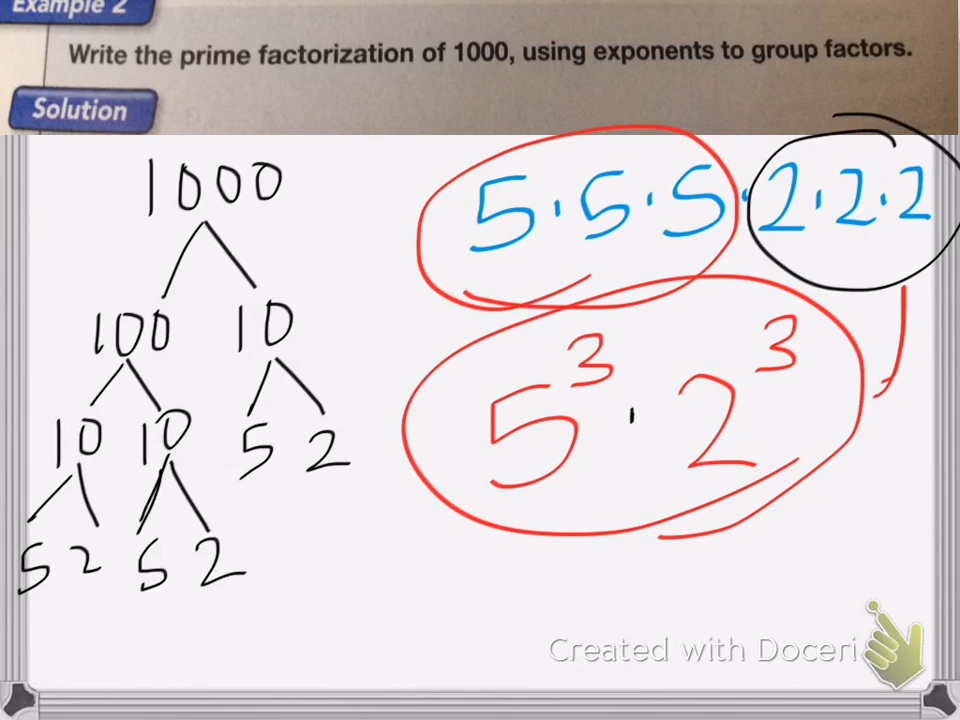 Example 2
Write the prime factorization of 1000, using exponents to group factors.
Solution
1000
5·5·5·2·2·2
100 10
5³ · 2³
10 10 5 2
5 2 5 2
Created with Doceri